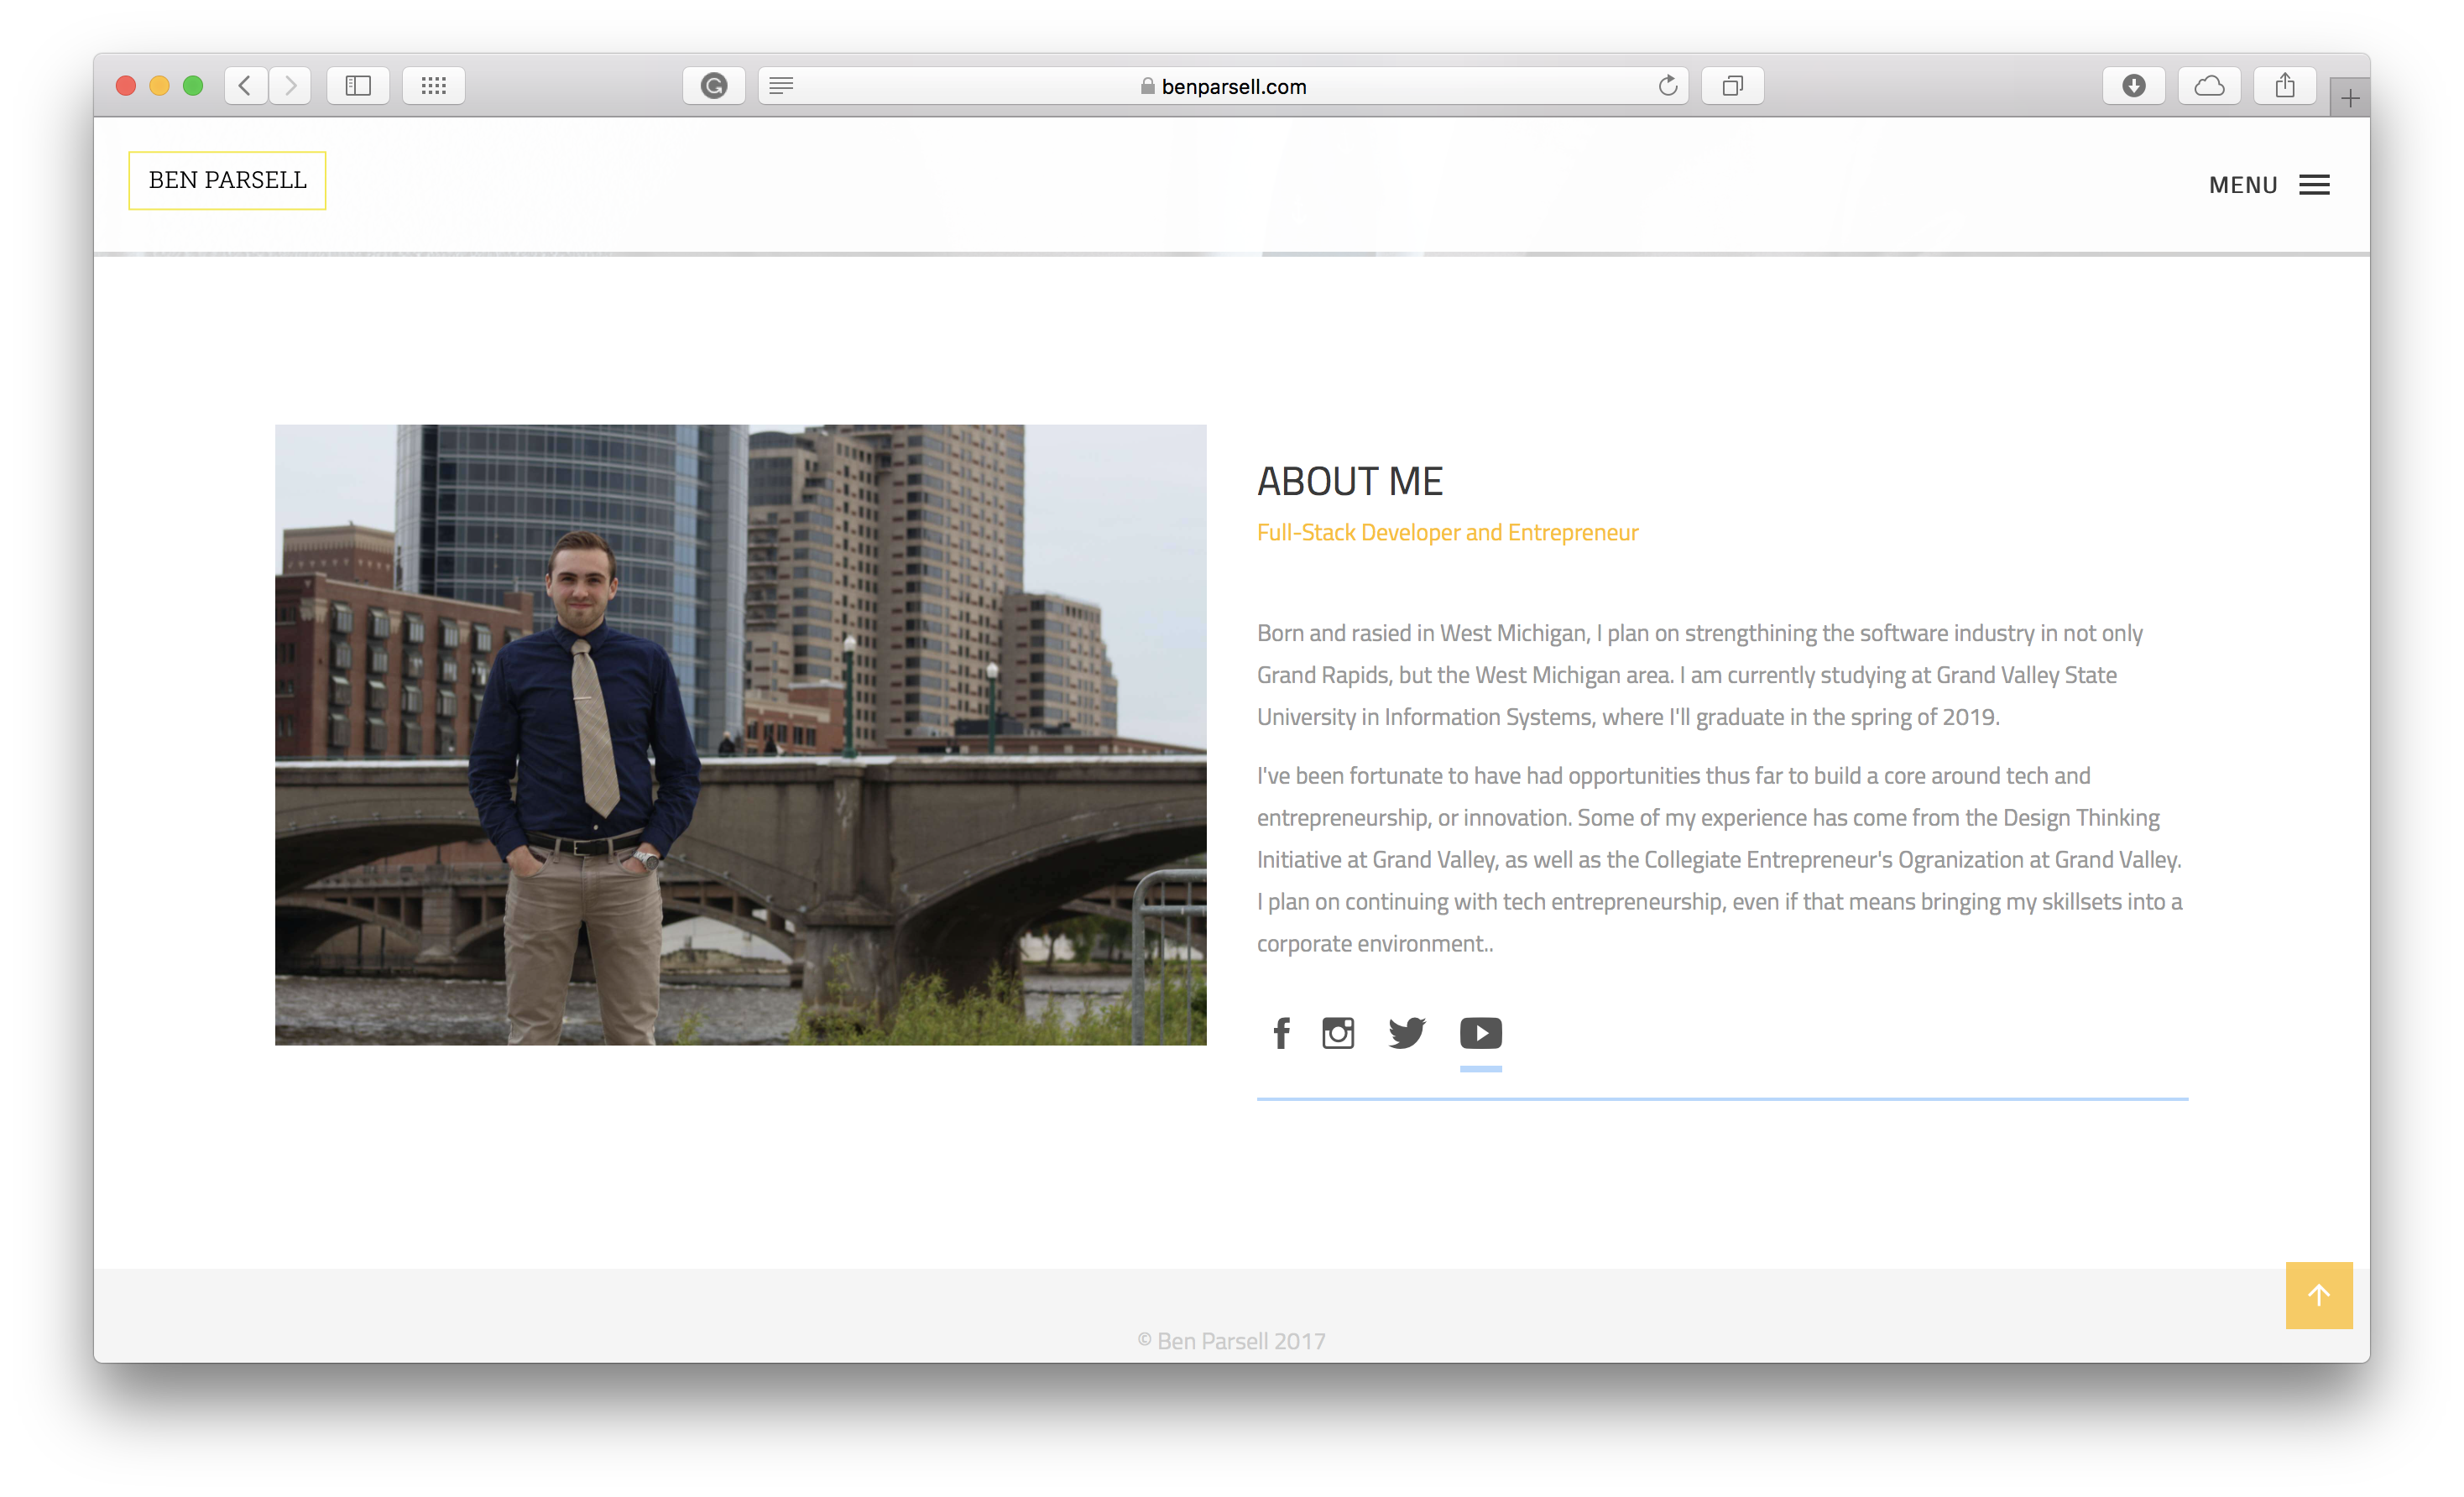 benparsell.com
BEN PARSELL
MENU
ABOUT ME
Full-Stack Developer and Entrepreneur
Born and rasied in West Michigan, I plan on strengthining the software industry in not only
Grand Rapids, but the West Michigan area. I am currently studying at Grand Valley State
University in Information Systems, where I'll graduate in the spring of 2019.
I've been fortunate to have had opportunities thus far to build a core around tech and
entrepreneurship, or innovation. Some of my experience has come from the Design Thinking
Initiative at Grand Valley, as well as the Collegiate Entrepreneur's Ogranization at Grand Valley.
I plan on continuing with tech entrepreneurship, even if that means bringing my skillsets into a
corporate environment..
© Ben Parsell 2017